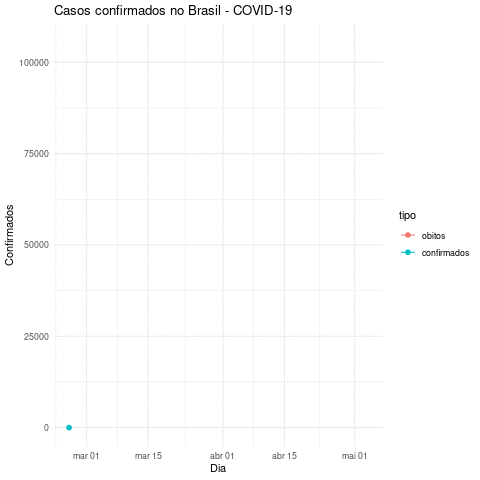 Casos confirmados no Brasil - COVID-19
Confirmados
100000
75000
50000
25000
0
mar 01
mar 15
abr 01
abr 15
mai 01
Dia
tipo
obitos
confirmados